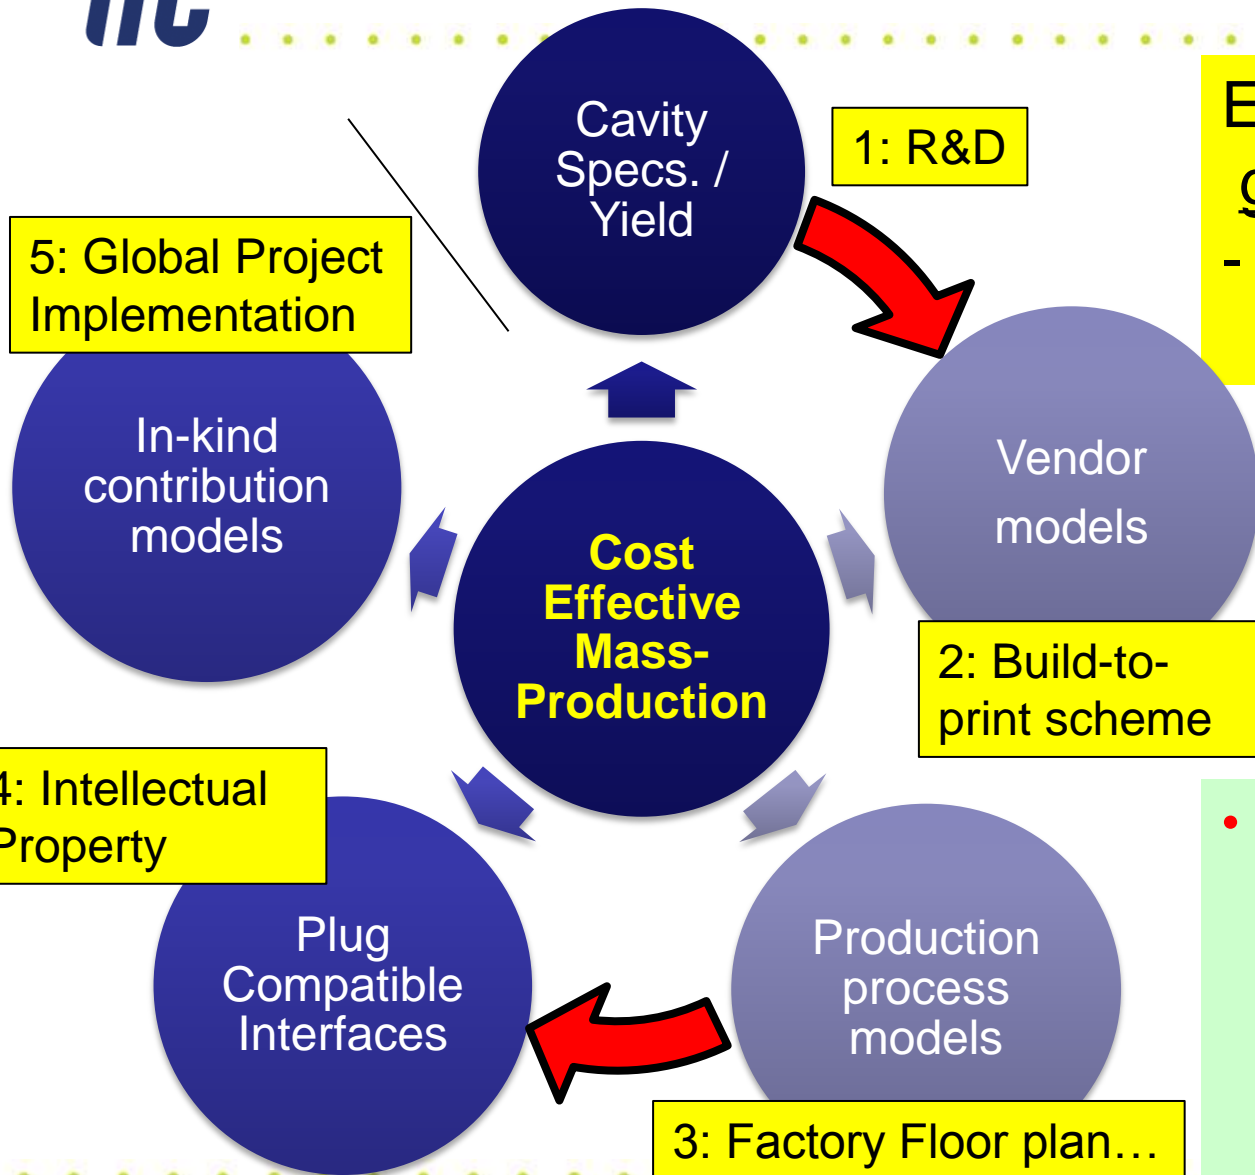 ilc
Cavity
Specs. /
Yield
1: R&D
5: Global Project
Implementation
In-kind
contribution
models
Vendor
models
Cost
Effective
Mass-
Production
2: Build-to-
print scheme
4: Intellectual
Property
Plug
Compatible
Interfaces
Production
process
models
3: Factory Floor plan…